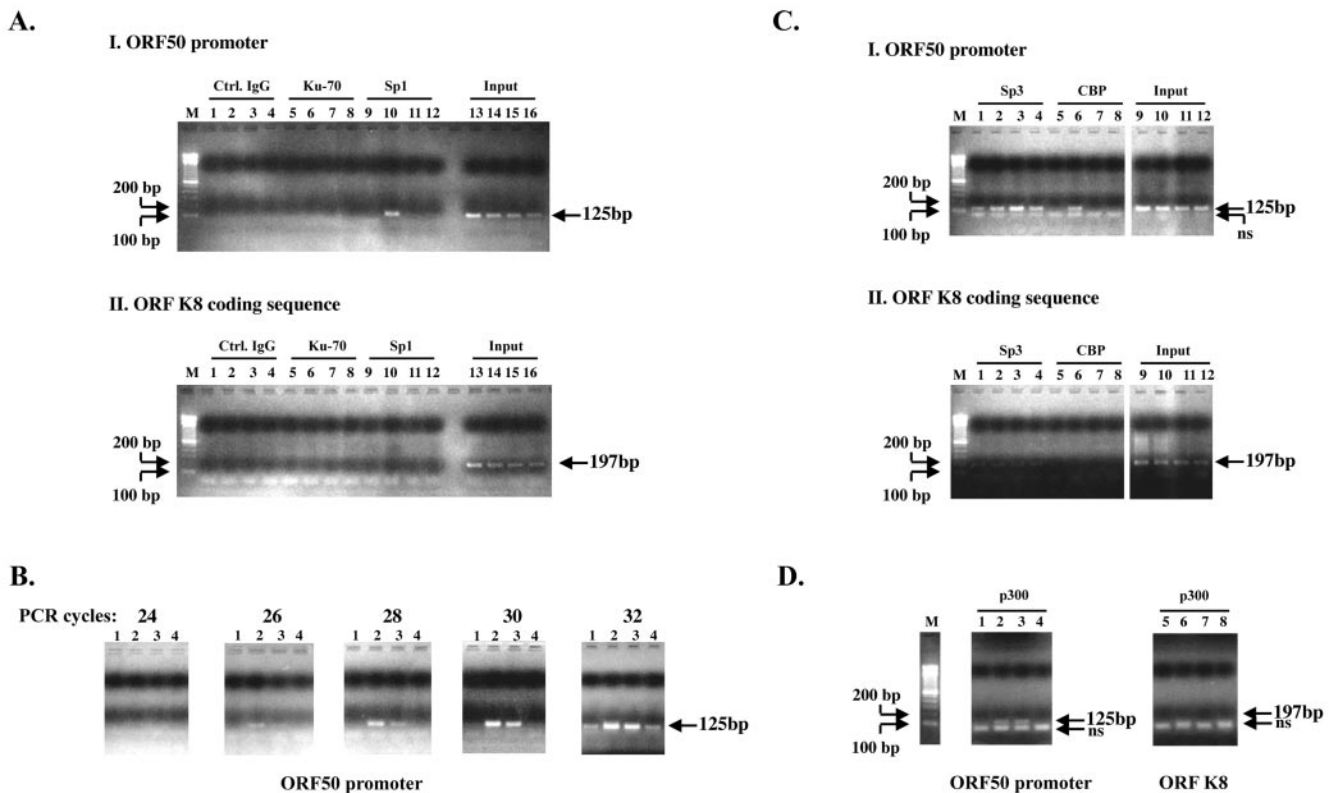 A.
I. ORF50 promoter
Ctrl. IgG Ku-70 Sp1 Input
M 1 2 3 4 5 6 7 8 9 10 11 12 13 14 15 16
200 bp
100 bp
125bp
II. ORF K8 coding sequence
Ctrl. IgG Ku-70 Sp1 Input
M 1 2 3 4 5 6 7 8 9 10 11 12 13 14 15 16
200 bp
100 bp
197bp
B.
PCR cycles: 24 26 28 30 32
1 2 3 4 1 2 3 4 1 2 3 4 1 2 3 4 1 2 3 4
125bp
ORF50 promoter
C.
I. ORF50 promoter
Sp3 CBP Input
M 1 2 3 4 5 6 7 8 9 10 11 12
200 bp
100 bp
125bp
ns
II. ORF K8 coding sequence
Sp3 CBP Input
M 1 2 3 4 5 6 7 8 9 10 11 12
200 bp
100 bp
197bp
D.
p300 p300
M 1 2 3 4 5 6 7 8
200 bp
100 bp
125bp
ns
197bp
ns
ORF50 promoter ORF K8